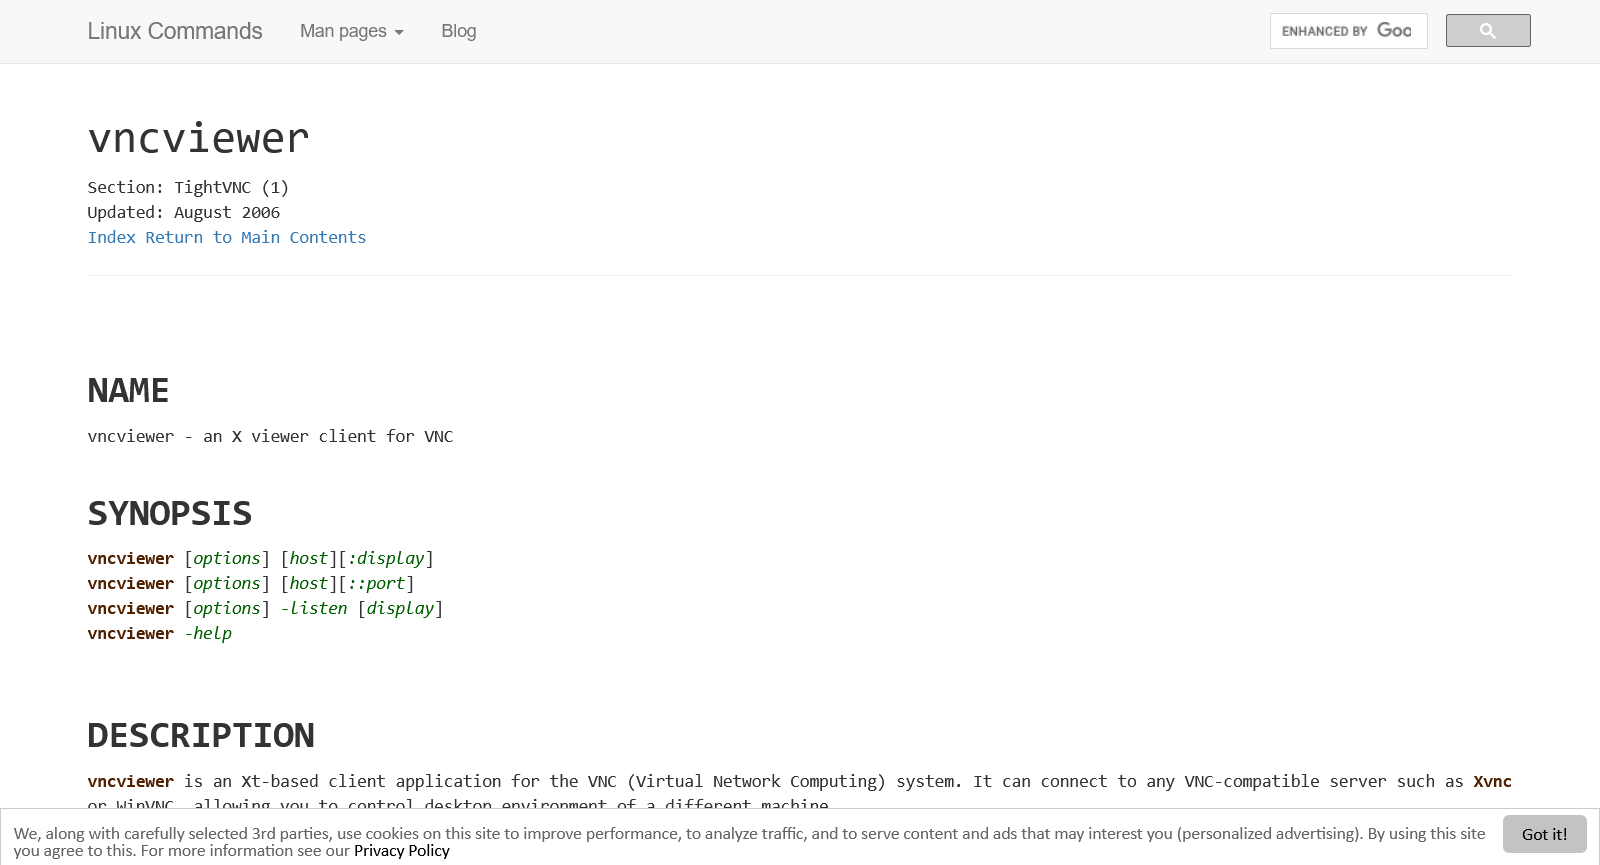 Linux Commands
Man pages
Blog
ENHANCED BY
vncviewer
Section: TightVNC (1)
Updated: August 2006
Index Return to Main Contents
NAME
vncviewer - an X viewer client for VNC
SYNOPSIS
vncviewer [options] [host][:display]
vncviewer [options] [host][::port]
vncviewer [options] -listen [display]
vncviewer -help
DESCRIPTION
vncviewer is an Xt-based client application for the VNC (Virtual Network Computing) system. It can connect to any VNC-compatible server such as Xvnc
or WinVNC, allowing you to control desktop environment of a different machine.
We, along with carefully selected 3rd parties, use cookies on this site to improve performance, to analyze traffic, and to serve content and ads that may interest you (personalized advertising). By using this site
you agree to this. For more information see our Privacy Policy
Got it!